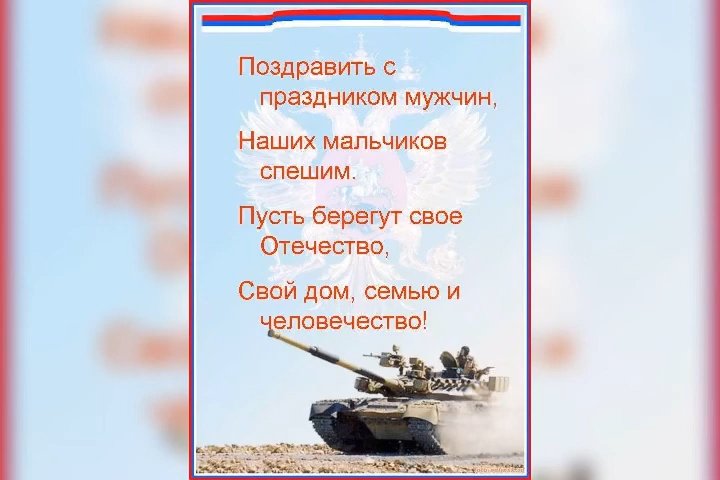 Поздравить с
праздником мужчин,
Наших мальчиков
спешим.
Пусть берегут свое
Отечество,
Свой дом, семью и
человечество!